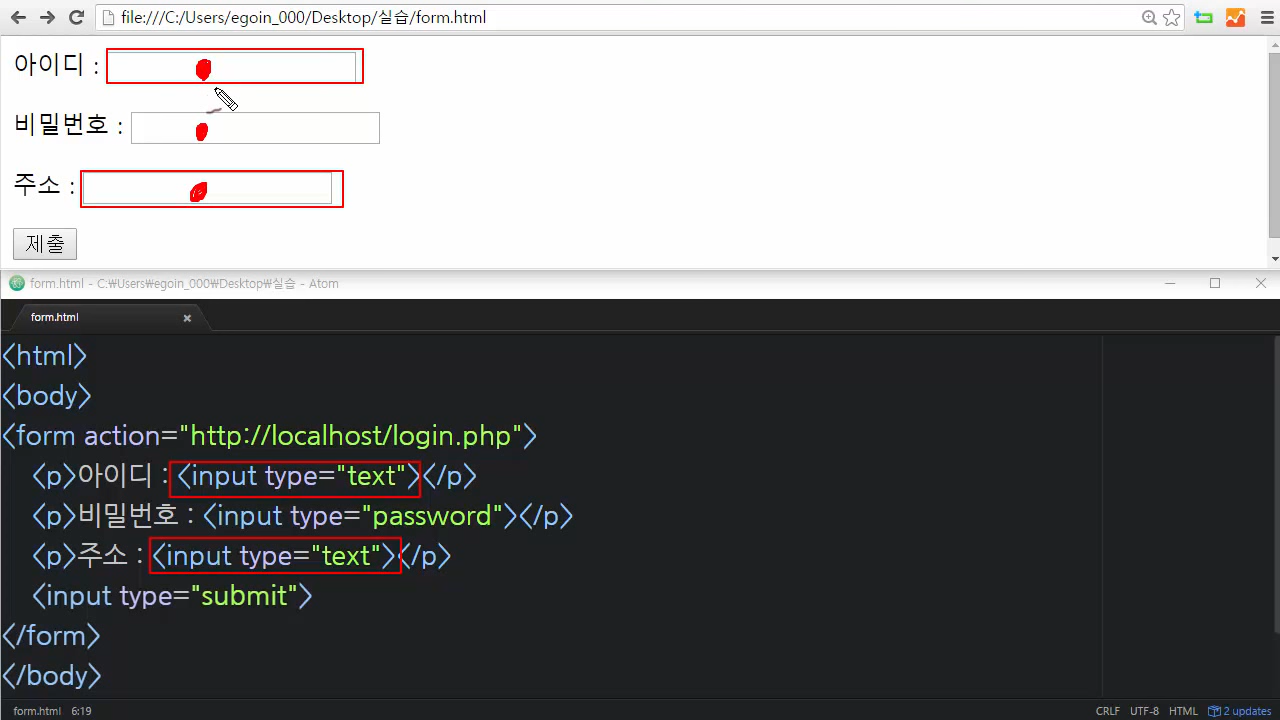 file:///C:/Users/egoin_000/Desktop/실습/form.html
아이디 :
비밀번호 :
주소 :
제출
form.html - C:\Users\egoin_000\Desktop\실습 - Atom
form.html
<html>
<body>
<form action="http://localhost/login.php">
<p>아이디 : <input type="text"></p>
<p>비밀번호 : <input type="password"></p>
<p>주소 : <input type="text"></p>
<input type="submit">
</form>
</body>
form.html 6:19 CRLF UTF-8 HTML 2 updates